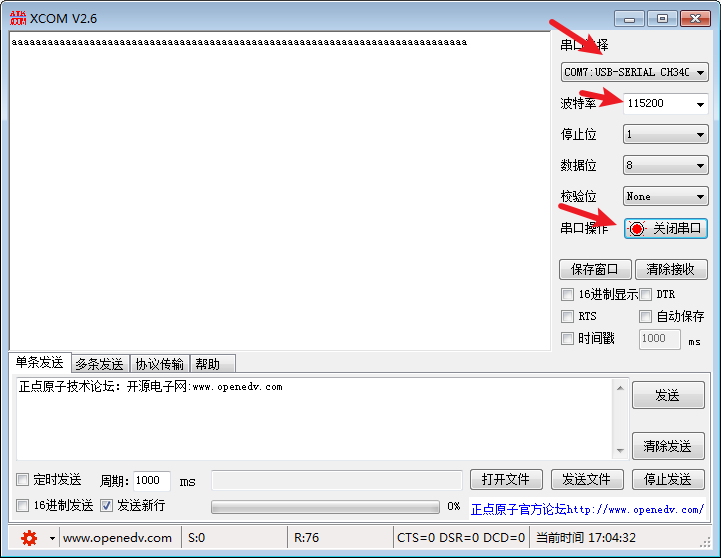 ATK XCOM
XCOM V2.6
aaaaaaaaaaaaaaaaaaaaaaaaaaaaaaaaaaaaaaaaaaaaaaaaaaaaaaaaaaaaaaaaaaaaaaaaaaaa
串口选择
COM7:USB-SERIAL CH340
波特率 115200
停止位 1
数据位 8
校验位 None
串口操作 关闭串口
保存窗口 清除接收
16进制显示 DTR
RTS 自动保存
时间戳 1000 ms
单条发送 多条发送 协议传输 帮助
正点原子技术论坛：开源电子网:www.openedv.com
发送
清除发送
定时发送 周期: 1000 ms 打开文件 发送文件 停止发送
16进制发送 发送新行 0% 正点原子官方论坛http://www.openedv.com/
www.openedv.com S:0 R:76 CTS=0 DSR=0 DCD=0 当前时间 17:04:32